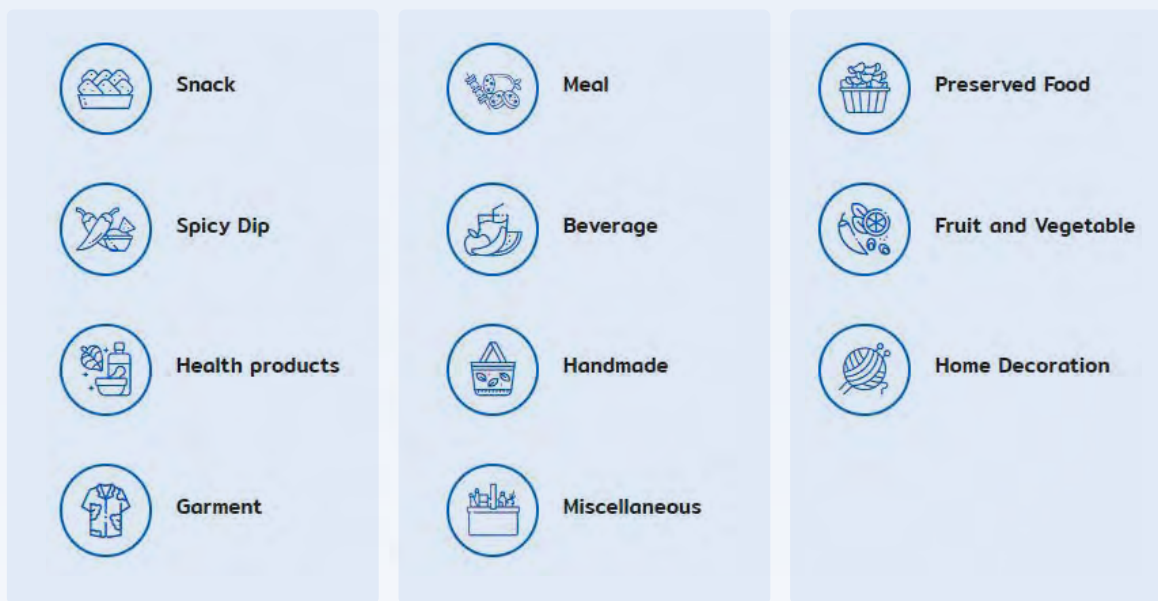 Snack
Meal
Preserved Food
Spicy Dip
Beverage
Fruit and Vegetable
Health products
Handmade
Home Decoration
Garment
Miscellaneous